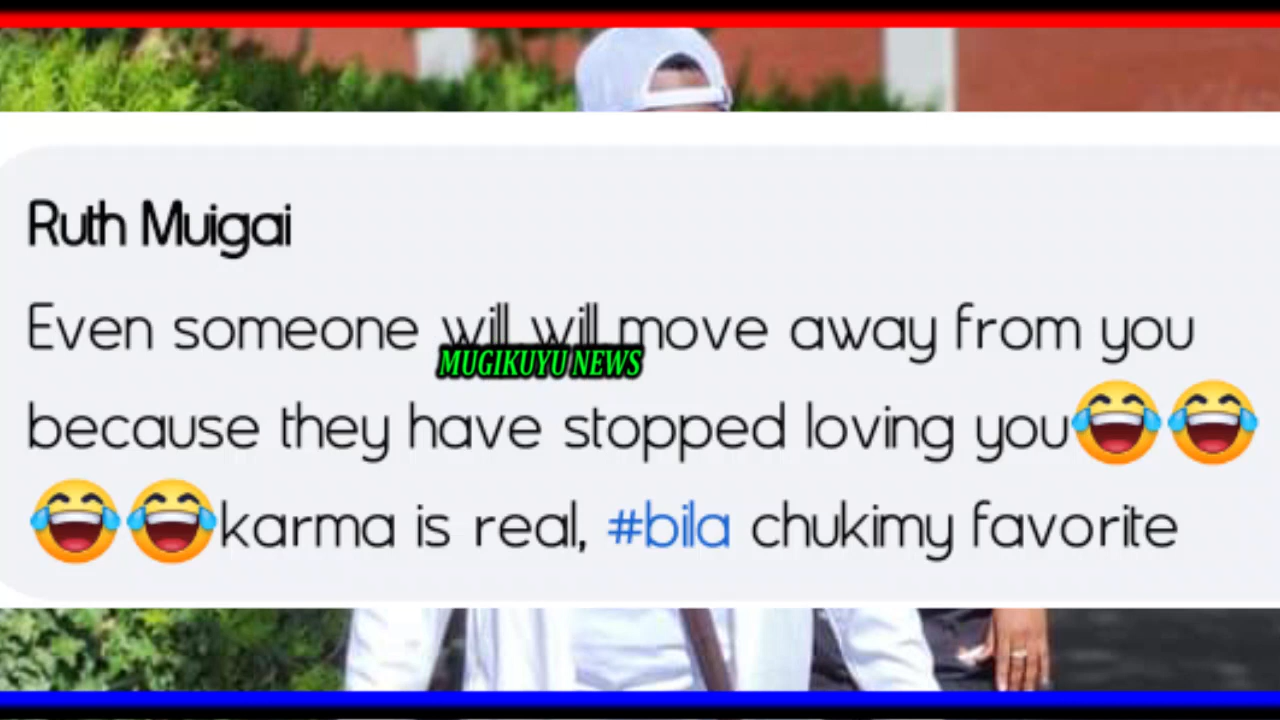 Ruth Muigai
Even someone will will move away from you
MUGIKUYU NEWS
because they have stopped loving you😂😂
😂😂karma is real, #bila chukimy favorite